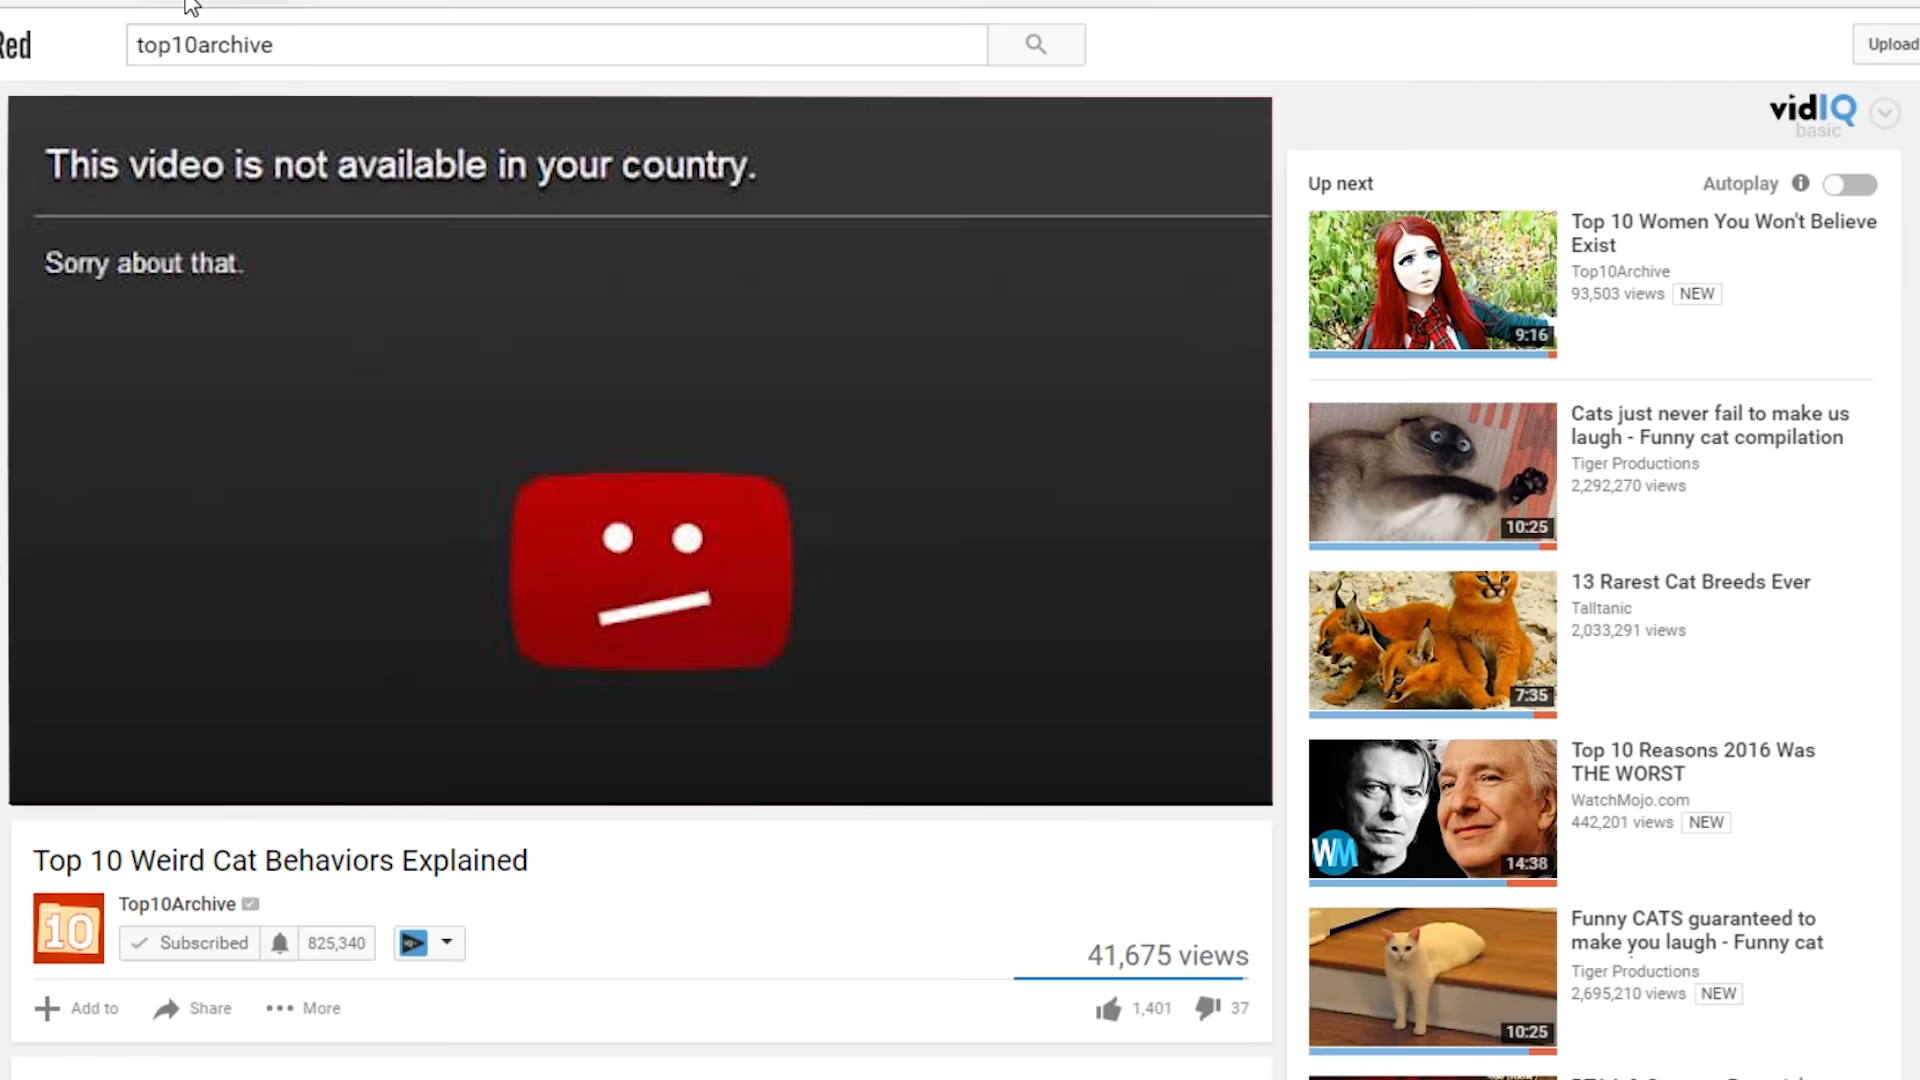 Red
top10archive
Upload
This video is not available in your country.
Sorry about that.
Top 10 Weird Cat Behaviors Explained
10
Top10Archive
Subscribed
825,340
41,675 views
Add to
Share
More
1,401
37
vidIQ
basic
Up next
Autoplay
Top 10 Women You Won't Believe
Exist
Top10Archive
93,503 views NEW
9:16
Cats just never fail to make us
laugh - Funny cat compilation
Tiger Productions
2,292,270 views
10:25
13 Rarest Cat Breeds Ever
Talltanic
2,033,291 views
7:35
Top 10 Reasons 2016 Was
THE WORST
WatchMojo.com
442,201 views NEW
WM
14:38
Funny CATS guaranteed to
make you laugh - Funny cat
Tiger Productions
2,695,210 views NEW
10:25